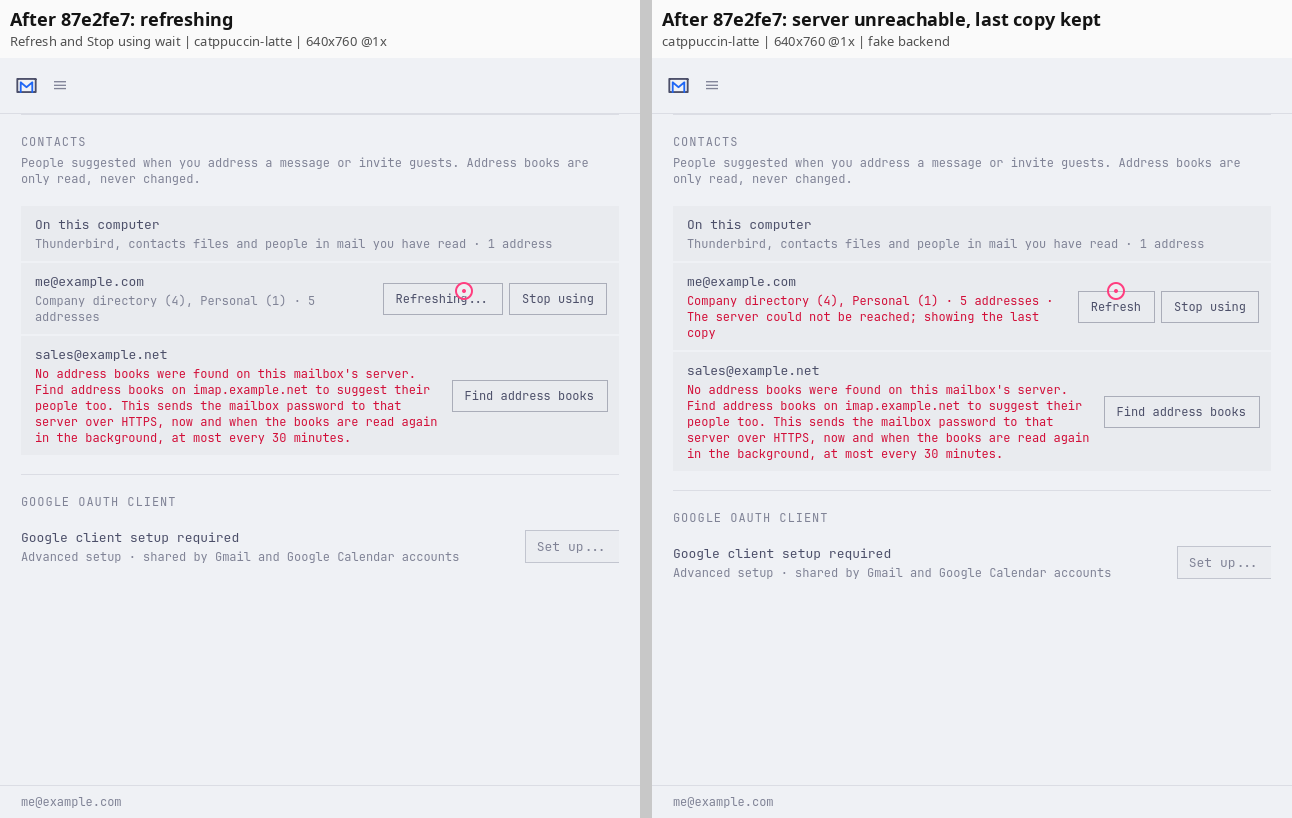 After 87e2fe7: refreshing
Refresh and Stop using wait | catppuccin-latte | 640x760 @1x
CONTACTS
People suggested when you address a message or invite guests. Address books are
only read, never changed.
On this computer
Thunderbird, contacts files and people in mail you have read · 1 address
me@example.com
Company directory (4), Personal (1) · 5
addresses
Refreshing...
Stop using
sales@example.net
No address books were found on this mailbox's server.
Find address books on imap.example.net to suggest their
people too. This sends the mailbox password to that
server over HTTPS, now and when the books are read again
in the background, at most every 30 minutes.
Find address books
GOOGLE OAUTH CLIENT
Google client setup required
Advanced setup · shared by Gmail and Google Calendar accounts
Set up...
me@example.com
After 87e2fe7: server unreachable, last copy kept
catppuccin-latte | 640x760 @1x | fake backend
CONTACTS
People suggested when you address a message or invite guests. Address books are
only read, never changed.
On this computer
Thunderbird, contacts files and people in mail you have read · 1 address
me@example.com
Company directory (4), Personal (1) · 5 addresses ·
The server could not be reached; showing the last
copy
Refresh
Stop using
sales@example.net
No address books were found on this mailbox's server.
Find address books on imap.example.net to suggest their
people too. This sends the mailbox password to that
server over HTTPS, now and when the books are read again
in the background, at most every 30 minutes.
Find address books
GOOGLE OAUTH CLIENT
Google client setup required
Advanced setup · shared by Gmail and Google Calendar accounts
Set up...
me@example.com